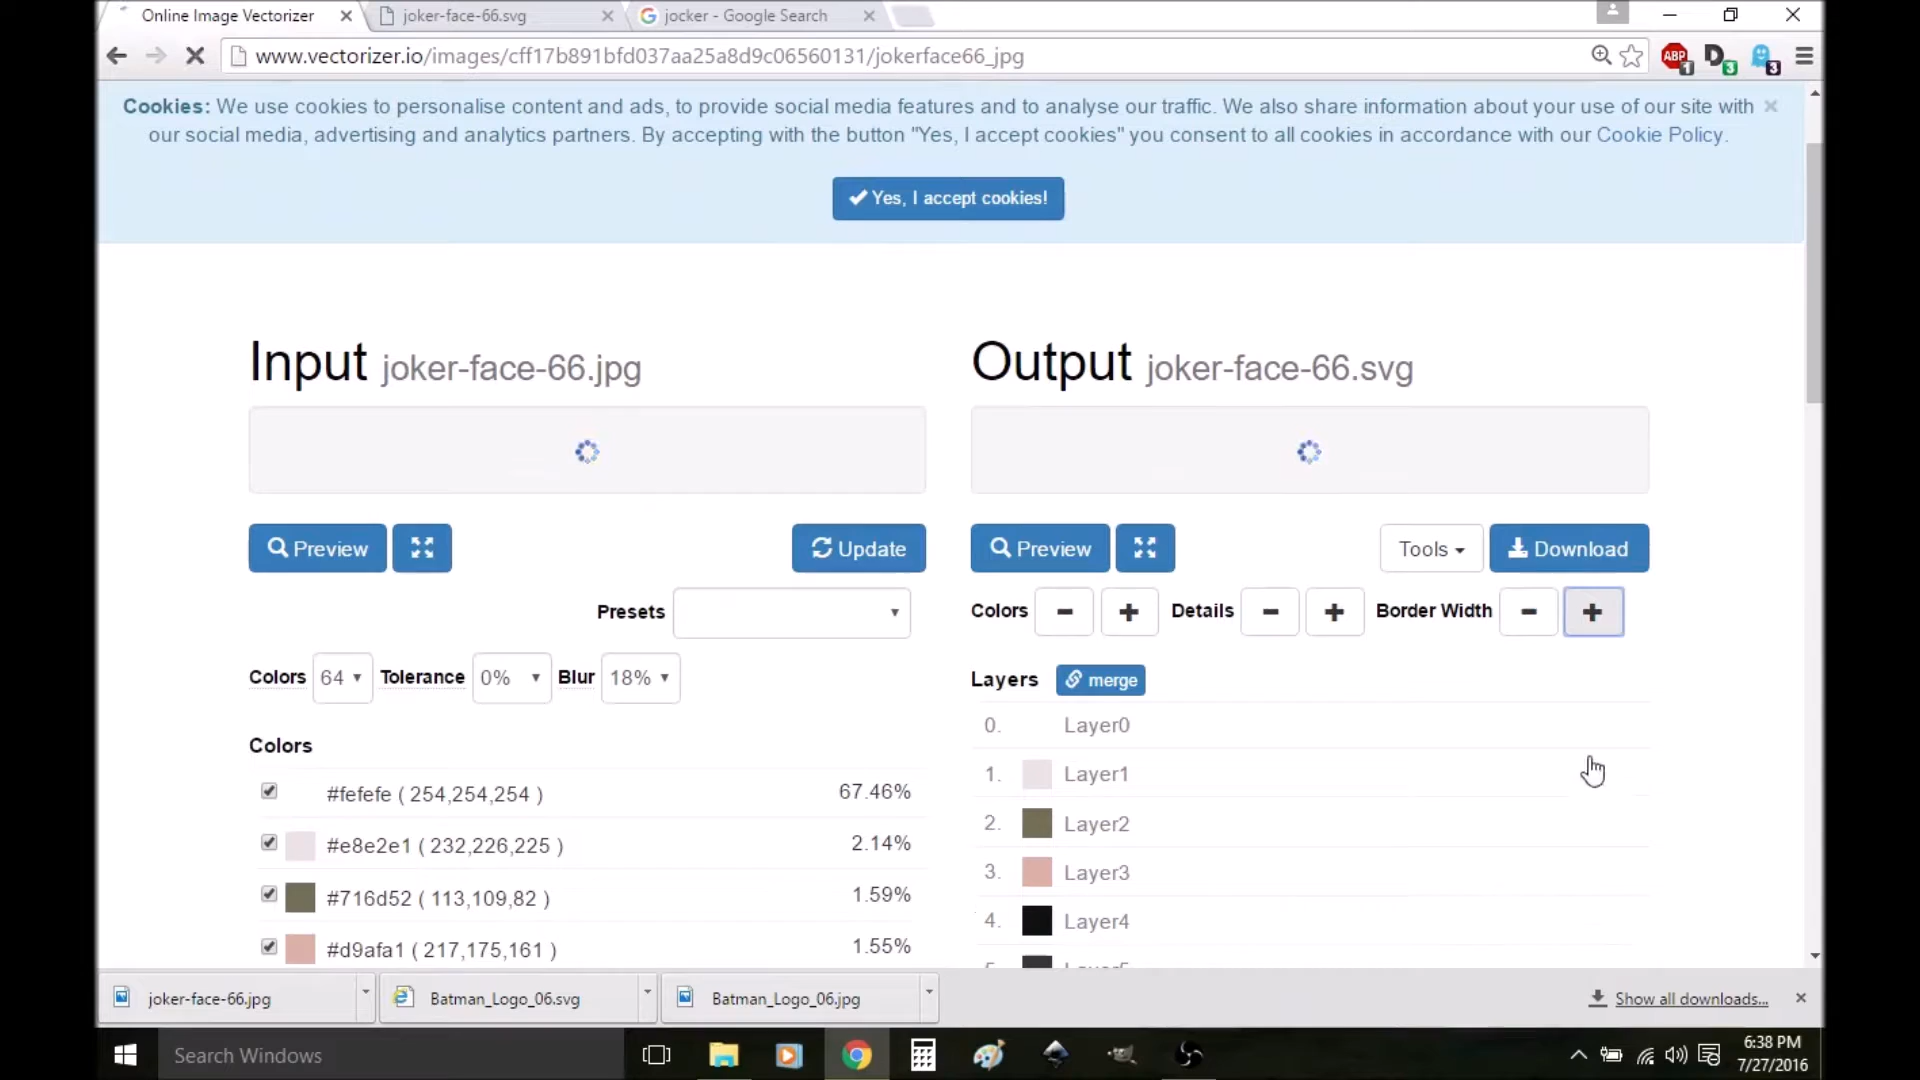 Online Image Vectorizer
joker-face-66.svg
jocker - Google Search
www.vectorizer.io/images/cff17b891bfd037aa25a8d9c06560131/jokerface66_jpg
ABP 1 D 3 3
Cookies: We use cookies to personalise content and ads, to provide social media features and to analyse our traffic. We also share information about your use of our site with
our social media, advertising and analytics partners. By accepting with the button "Yes, I accept cookies" you consent to all cookies in accordance with our Cookie Policy.
Yes, I accept cookies!
Input joker-face-66.jpg
Output joker-face-66.svg
Preview
Update
Preview
Tools
Download
Presets
Colors
Details
Border Width
Colors 64 Tolerance 0% Blur 18%
Layers merge
0. Layer0
Colors
1. Layer1
#fefefe ( 254,254,254 ) 67.46%
2. Layer2
#e8e2e1 ( 232,226,225 ) 2.14%
3. Layer3
#716d52 ( 113,109,82 ) 1.59%
4. Layer4
#d9afa1 ( 217,175,161 ) 1.55%
5. Layer5
joker-face-66.jpg
Batman_Logo_06.svg
Batman_Logo_06.jpg
Show all downloads...
Search Windows
6:38 PM
7/27/2016